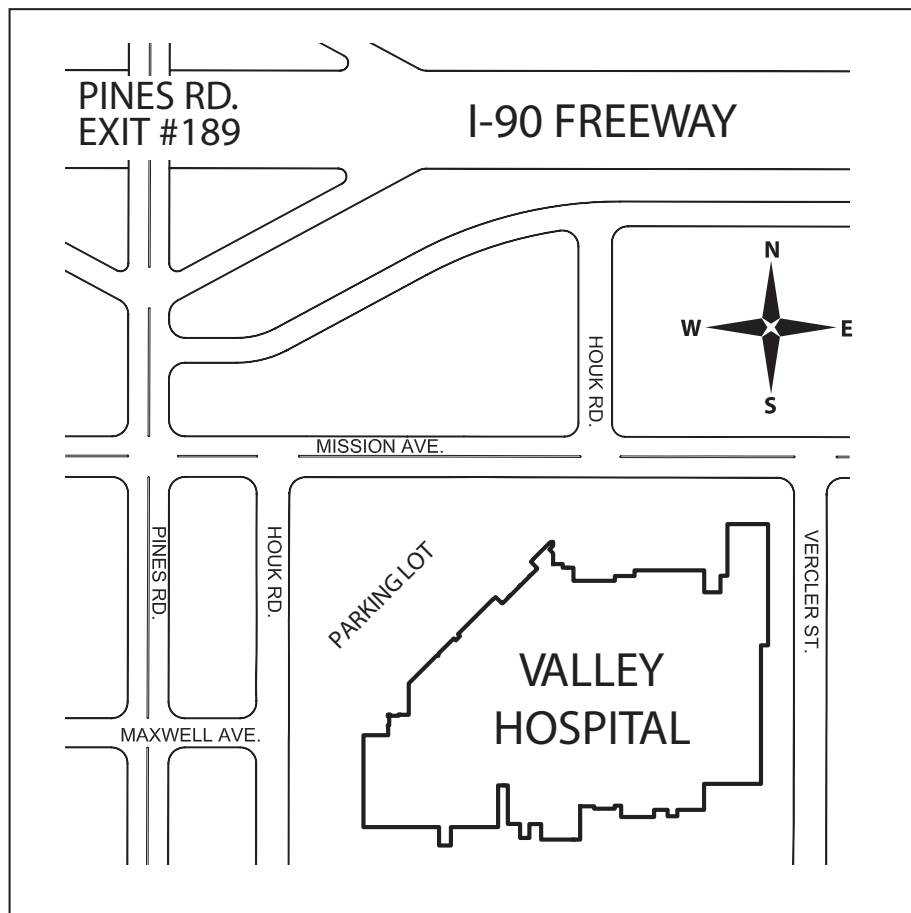 PINES RD.
EXIT #189
I-90 FREEWAY
N
W
E
S
HOUK RD.
MISSION AVE.
PINES RD.
HOUK RD.
PARKING LOT
VERCLER ST.
VALLEY
HOSPITAL
MAXWELL AVE.